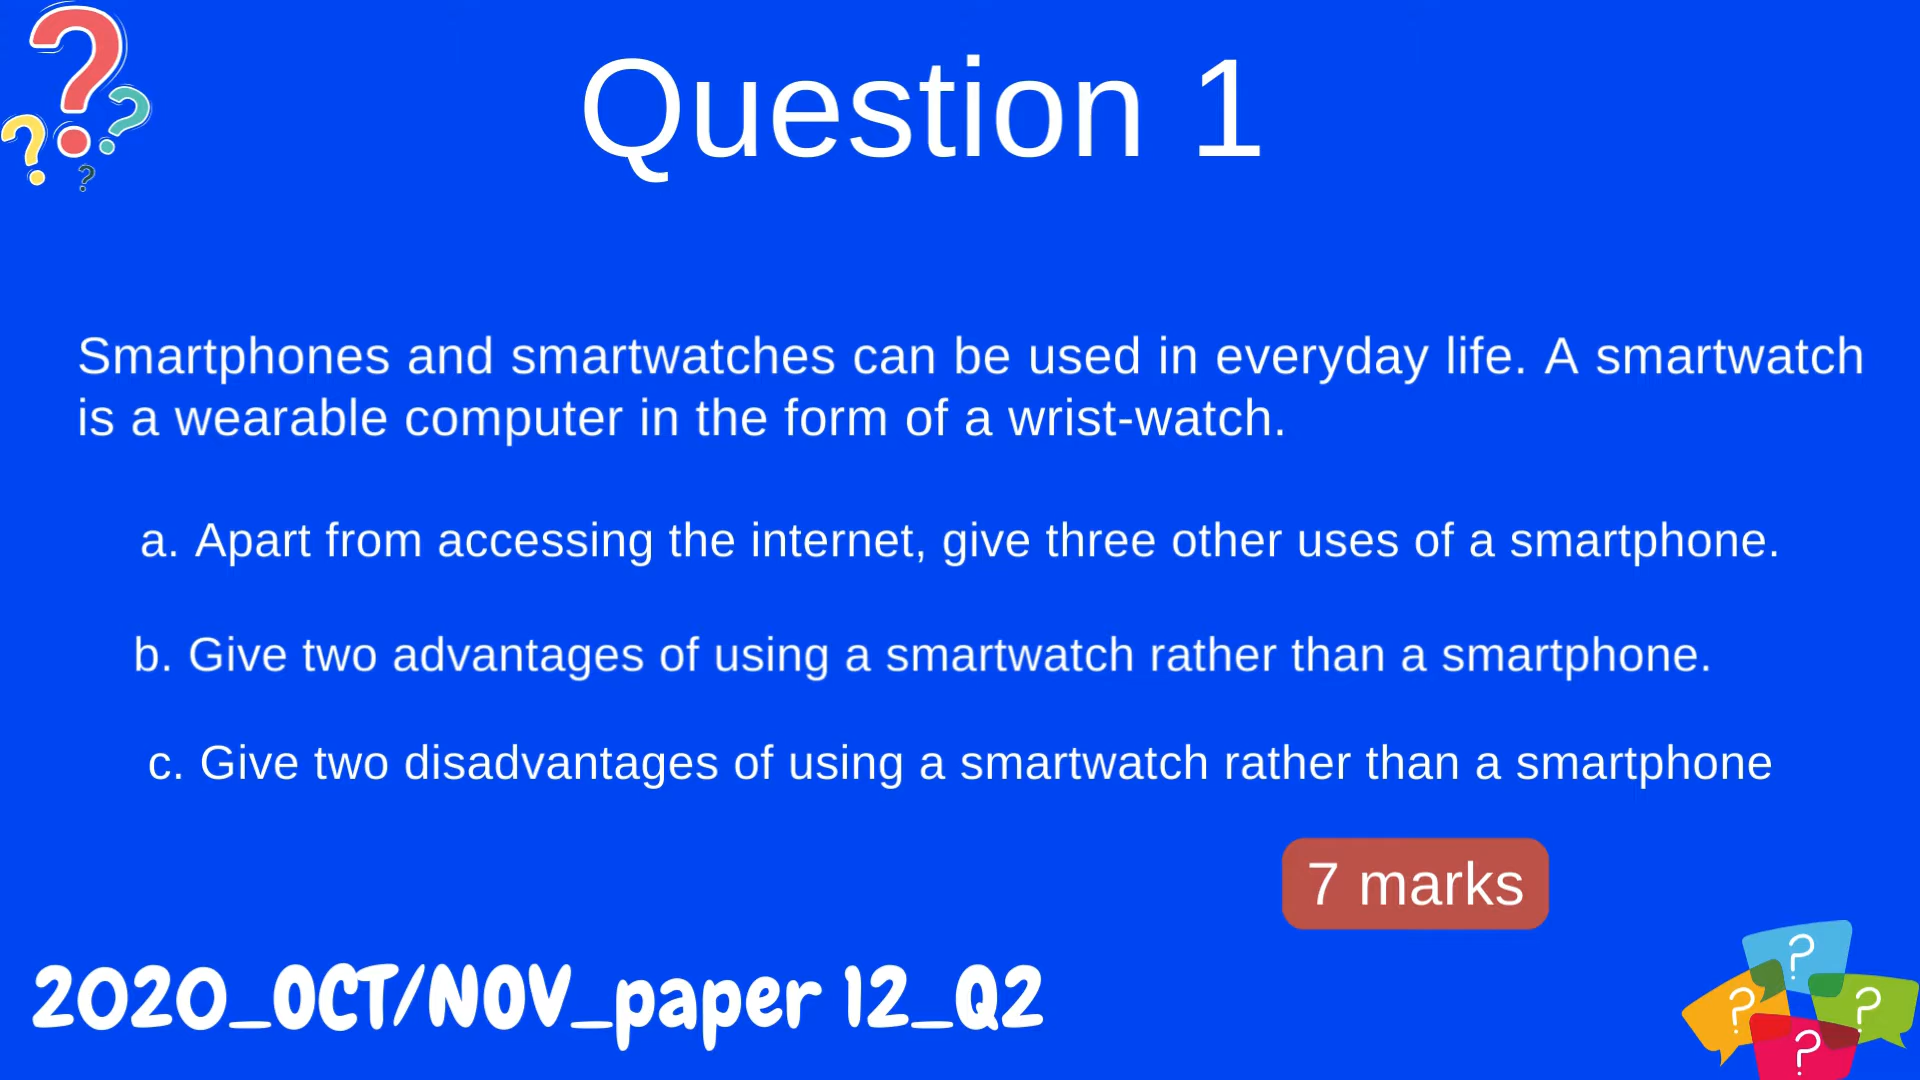 Question 1
Smartphones and smartwatches can be used in everyday life. A smartwatch
is a wearable computer in the form of a wrist-watch.
a. Apart from accessing the internet, give three other uses of a smartphone.
b. Give two advantages of using a smartwatch rather than a smartphone.
c. Give two disadvantages of using a smartwatch rather than a smartphone
7 marks
2020_OCT/NOV_paper 12_Q2